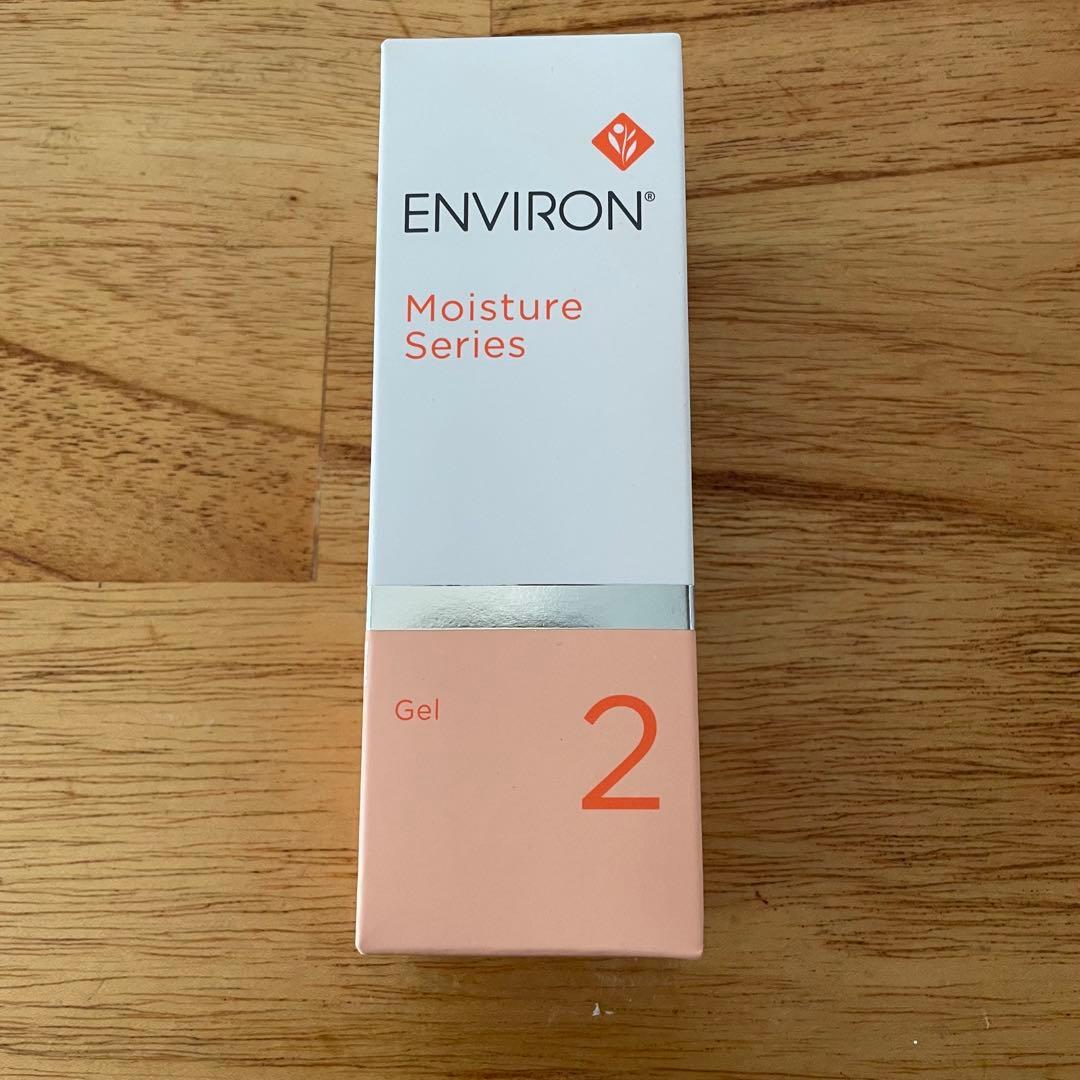 ENVIRON®
Moisture
Series
Gel
2